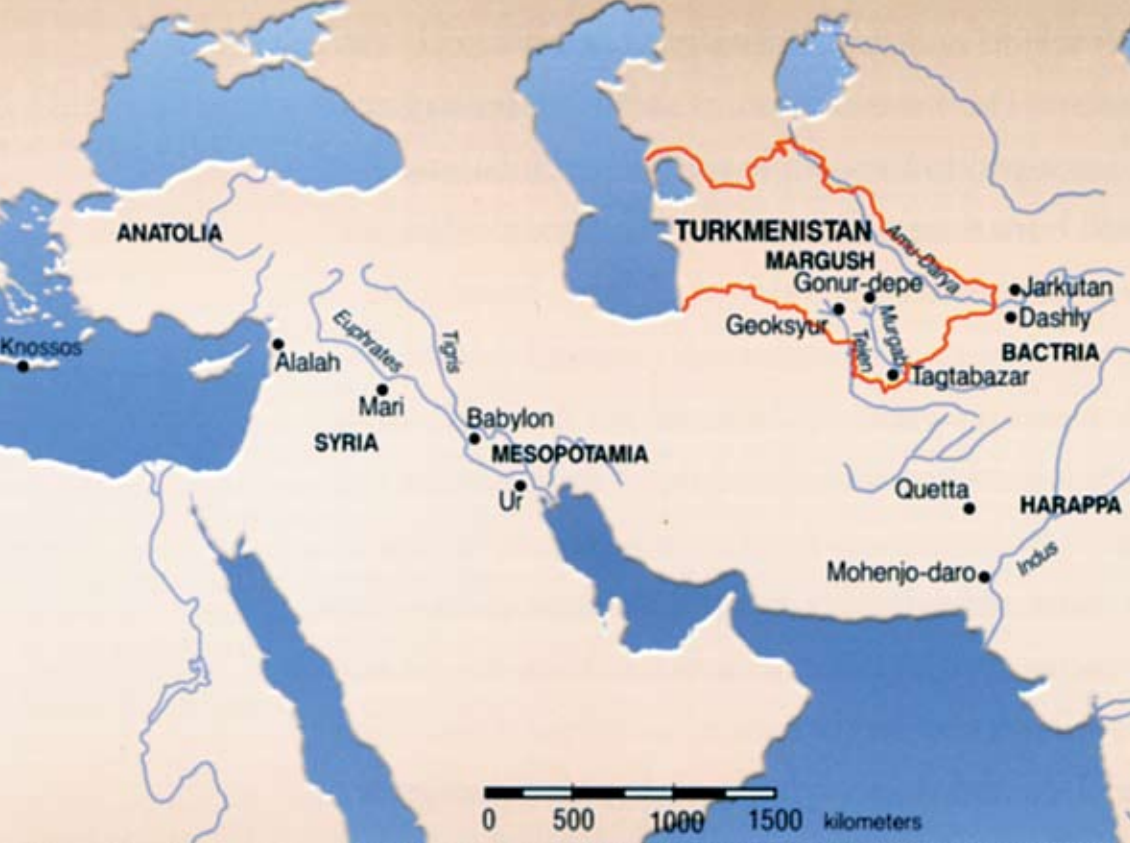 ANATOLIA
TURKMENISTAN
Amu-Darya
MARGUSH
Gonur-depe
Jarkutan
Geoksyur
Murgab
Tejen
Dashly
Knossos
Euphrates
Tigris
Alalah
BACTRIA
Tagtabazar
Mari
Babylon
SYRIA
MESOPOTAMIA
Ur
Quetta
HARAPPA
Mohenjo-daro
Indus
0 500 1000 1500 kilometers